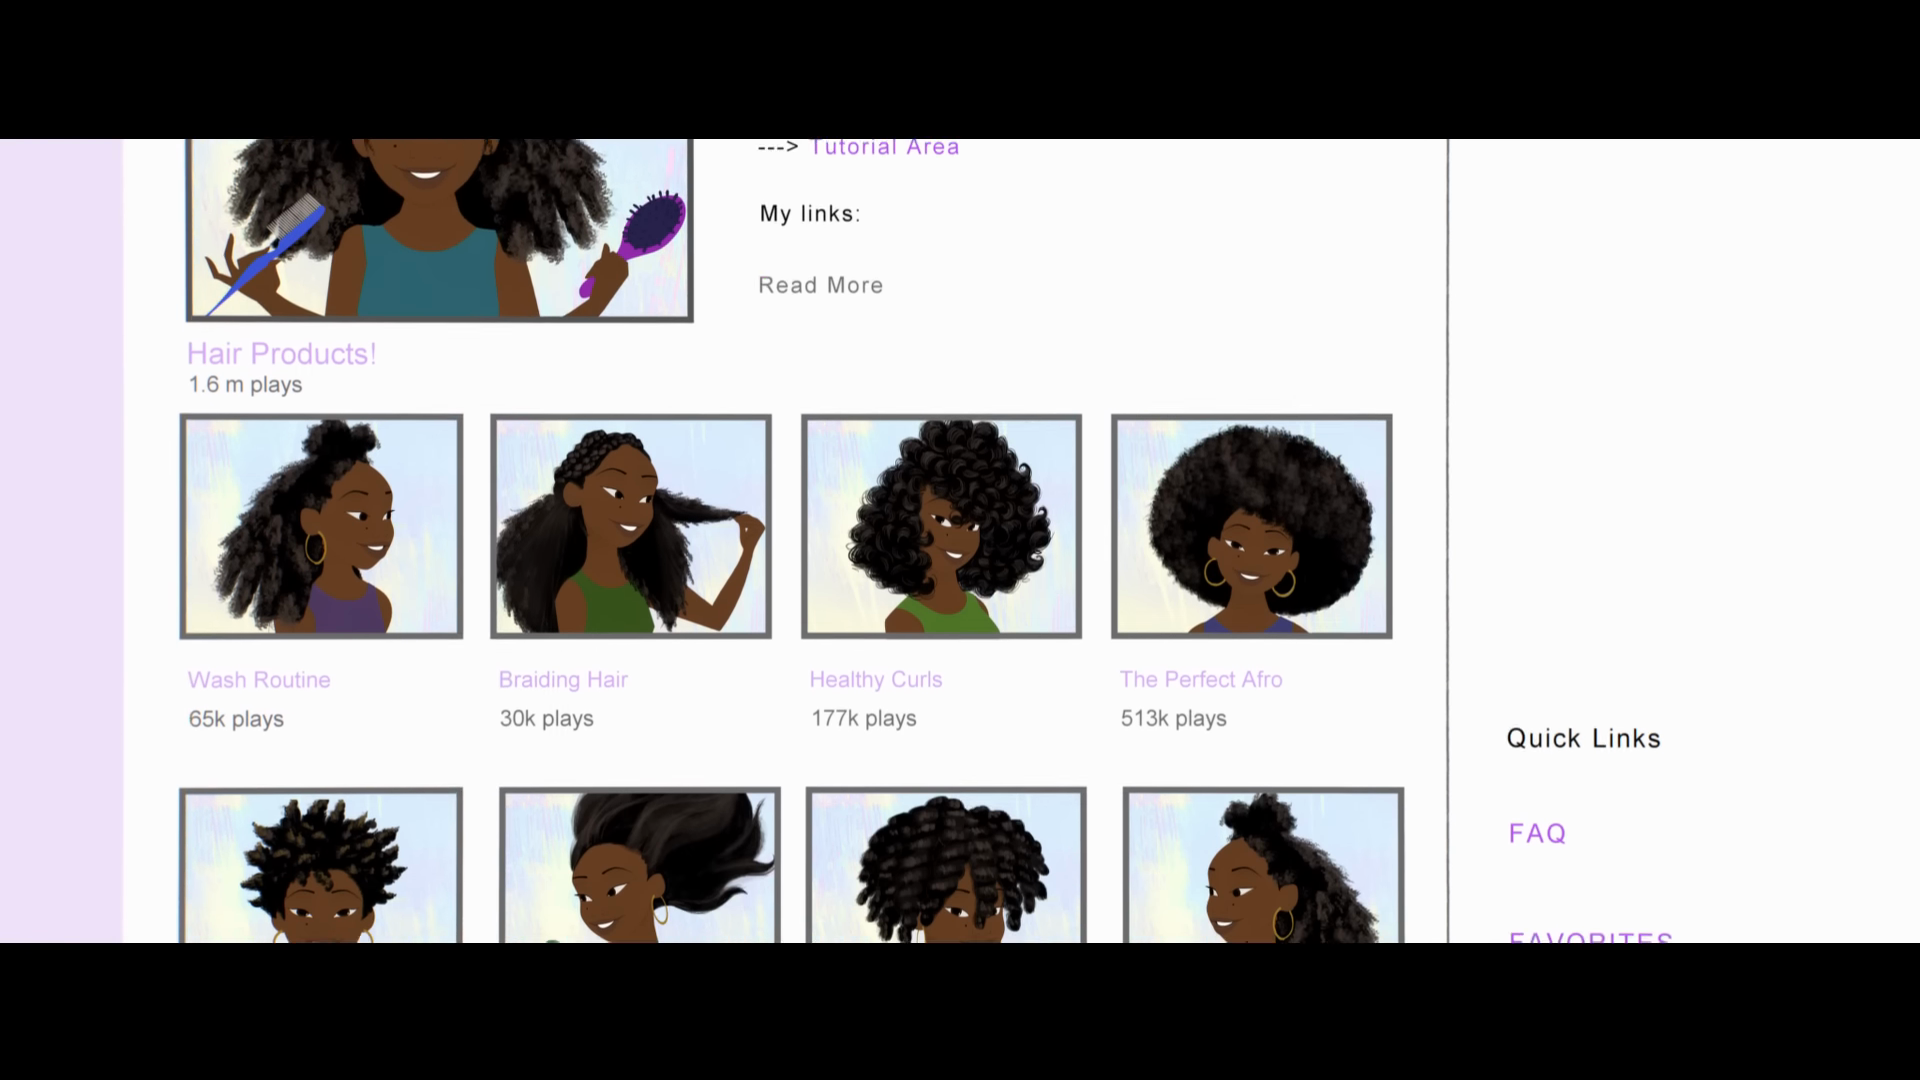 ---> Tutorial Area
My links:
Read More
Hair Products!
1.6 m plays
Wash Routine
Braiding Hair
Healthy Curls
The Perfect Afro
65k plays
30k plays
177k plays
513k plays
Quick Links
FAQ
FAVORITES